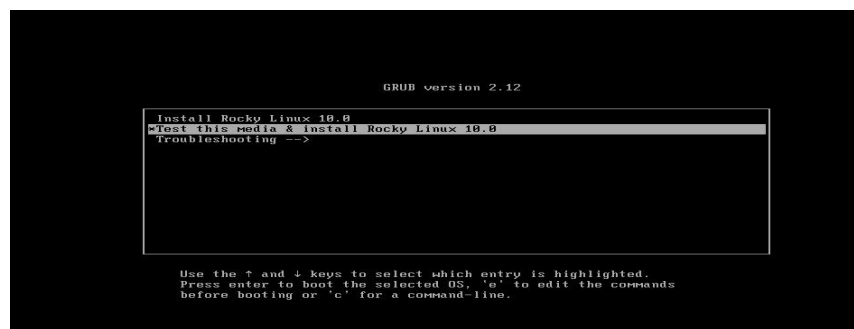 GRUB version 2.12
Install Rocky Linux 10.0
*Test this media & install Rocky Linux 10.0
Troubleshooting -->
Use the ↑ and ↓ keys to select which entry is highlighted.
Press enter to boot the selected OS, 'e' to edit the commands
before booting or 'c' for a command-line.